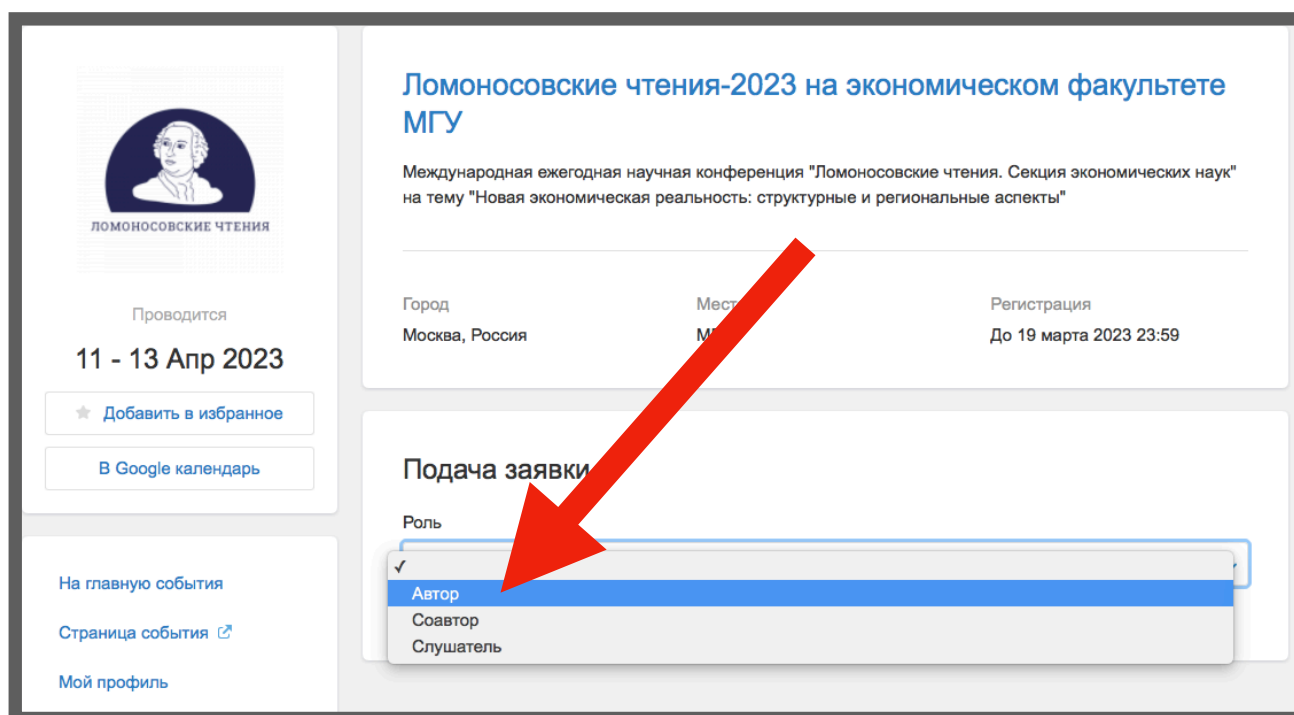 ЛОМОНОСОВСКИЕ ЧТЕНИЯ
Проводится
11 - 13 Апр 2023
Добавить в избранное
В Google календарь
На главную события
Страница события
Мой профиль
Ломоносовские чтения-2023 на экономическом факультете
МГУ
Международная ежегодная научная конференция "Ломоносовские чтения. Секция экономических наук"
на тему "Новая экономическая реальность: структурные и региональные аспекты"
Город
Москва, Россия
Регистрация
До 19 марта 2023 23:59
Подача заявки
Роль
✓
Автор
Соавтор
Слушатель